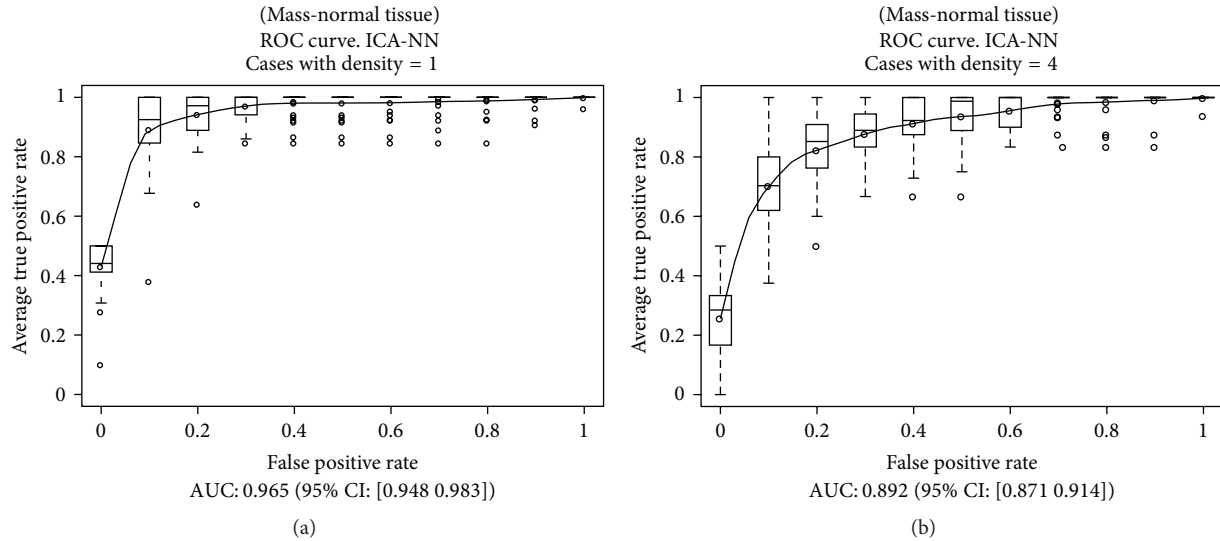 (Mass-normal tissue)
ROC curve. ICA-NN
Cases with density = 1
Average true positive rate
1
0.8
0.6
0.4
0.2
0
0 0.2 0.4 0.6 0.8 1
False positive rate
AUC: 0.965 (95% CI: [0.948 0.983])
(a)
(Mass-normal tissue)
ROC curve. ICA-NN
Cases with density = 4
Average true positive rate
1
0.8
0.6
0.4
0.2
0
0 0.2 0.4 0.6 0.8 1
False positive rate
AUC: 0.892 (95% CI: [0.871 0.914])
(b)